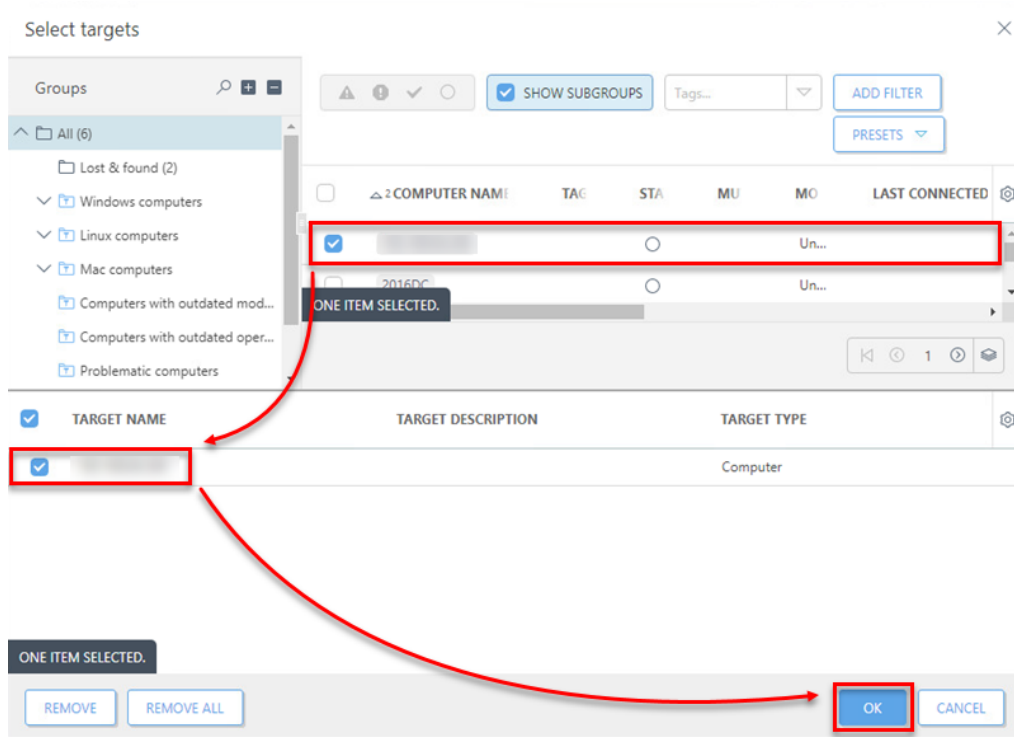 Select targets
Groups
SHOW SUBGROUPS
Tags...
ADD FILTER
PRESETS
All (6)
Lost & found (2)
Windows computers
Linux computers
Mac computers
Computers with outdated mod...
Computers with outdated oper...
Problematic computers
2 COMPUTER NAME TAG STA MU MO LAST CONNECTED
Un...
2016DC Un...
ONE ITEM SELECTED.
1
TARGET NAME TARGET DESCRIPTION TARGET TYPE
Computer
ONE ITEM SELECTED.
REMOVE REMOVE ALL OK CANCEL